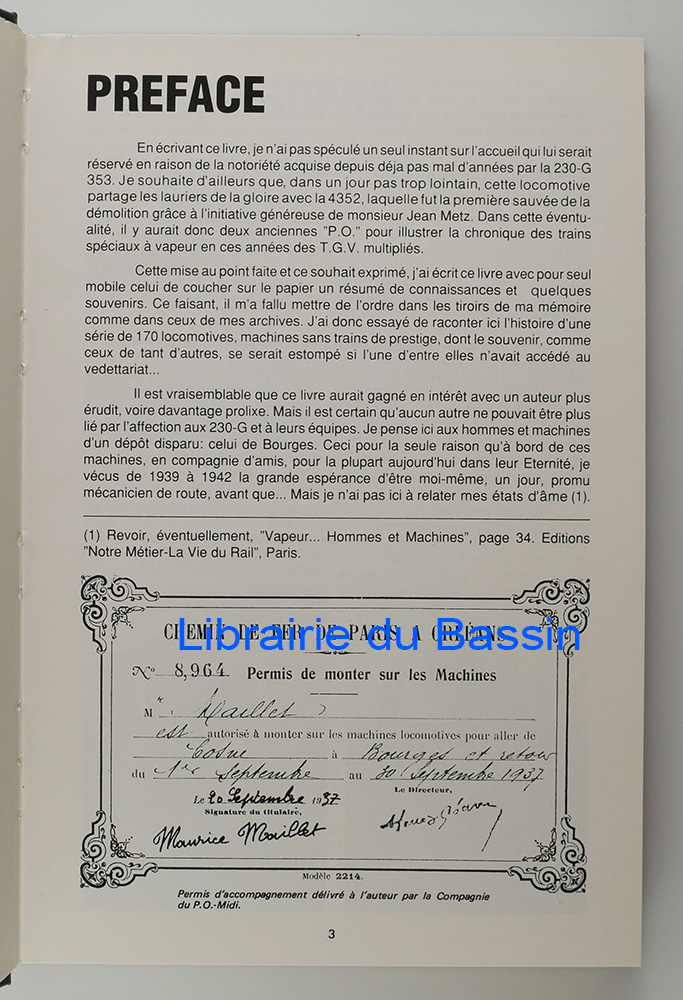 PREFACE
En écrivant ce livre, je n'ai pas spéculé un seul instant sur l'accueil qui lui serait
réservé en raison de la notoriété acquise depuis déja pas mal d'années par la 230-G
353. Je souhaite d'ailleurs que, dans un jour pas trop lointain, cette locomotive
partage les lauriers de la gloire avec la 4352, laquelle fut la première sauvée de la
démolition grâce à l'initiative généreuse de monsieur Jean Metz. Dans cette éventu-
alité, il y aurait donc deux anciennes "P.O." pour illustrer la chronique des trains
spéciaux à vapeur en ces années des T.G.V. multipliés.
Cette mise au point faite et ce souhait exprimé, j'ai écrit ce livre avec pour seul
mobile celui de coucher sur le papier un résumé de connaissances et quelques
souvenirs. Ce faisant, il m'a fallu mettre de l'ordre dans les tiroirs de ma mémoire
comme dans ceux de mes archives. J'ai donc essayé de raconter ici l'histoire d'une
série de 170 locomotives, machines sans trains de prestige, dont le souvenir, comme
ceux de tant d'autres, se serait estompé si l'une d'entre elles n'avait accédé au
vedettariat...
Il est vraisemblable que ce livre aurait gagné en intérêt avec un auteur plus
érudit, voire davantage prolixe. Mais il est certain qu'aucun autre ne pouvait être plus
lié par l'affection aux 230-G et à leurs équipes. Je pense ici aux hommes et machines
d'un dépôt disparu: celui de Bourges. Ceci pour la seule raison qu'à bord de ces
machines, en compagnie d'amis, pour la plupart aujourd'hui dans leur Eternité, je
vécus de 1939 à 1942 la grande espérance d'être moi-même, un jour, promu
mécanicien de route, avant que... Mais je n'ai pas ici à relater mes états d'âme (1).
(1) Revoir, éventuellement, "Vapeur... Hommes et Machines", page 34. Editions
"Notre Métier-La Vie du Rail", Paris.
CHEMIN DE FER DE PARIS A ORLÉANS
Librairie du Bassin
No 8,964. Permis de monter sur les Machines
M Maillet
est autorisé à monter sur les machines locomotives pour aller de
Cosne à Bourges et retour
du 1er Septembre au 30 Septembre 1937
Le 20 Septembre 1937 Le Directeur,
Signature du titulaire,
Maurice Maillet
Modèle 2214.
Permis d'accompagnement délivré à l'auteur par la Compagnie
du P.O.-Midi.
3